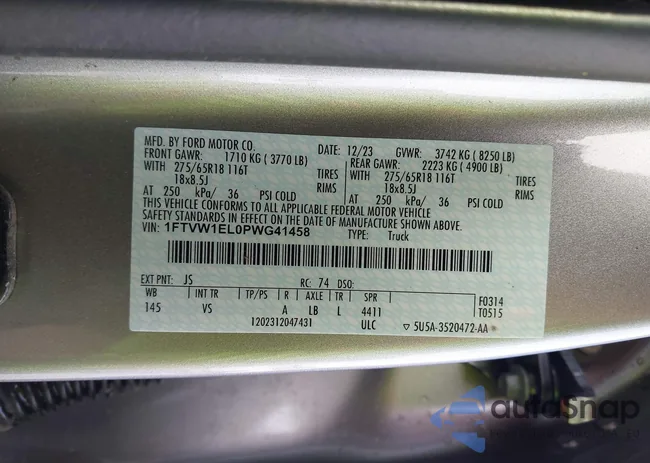 MFD. BY FORD MOTOR CO. 12/23 GVWR: 3742 KG ( 8250 LB)
FRONT GAWR: 1710 KG ( 3770 LB) REAR GAWR: 2223 KG ( 4900 LB)
WITH 275/65R18 116T TIRES WITH 275/65R18 116T TIRES
18x8.5J RIMS 18x8.5J RIMS
AT 250 kPa/ 36 PSI COLD AT 250 kPa/ 36 PSI COLD
THIS VEHICLE CONFORMS TO ALL APPLICABLE FEDERAL MOTOR VEHICLE
SAFETY STANDARDS IN EFFECT ON THE DATE OF MANUFACTURE SHOWN ABOVE.
VIN: 1FTVW1EL0PWG41458 TYPE: Truck
EXT PNT: JS RC: 74 DSO: F0314
WB INT TR TP/PS R AXLE TR SPR T0515
145 VS A LB L 4411
1202312047431 ULC ▽ 5U5A-3520472-AA
autosnap